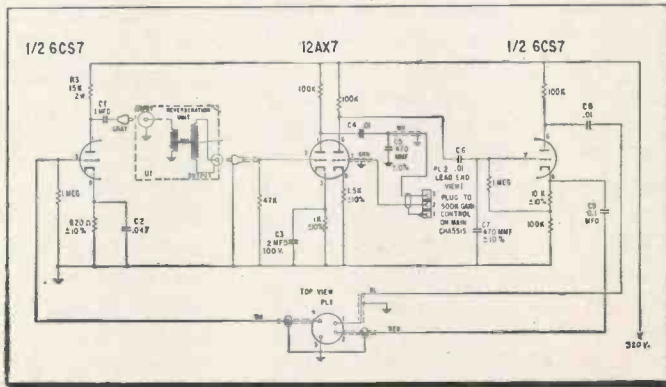 1/2 6CS7
12AX7
1/2 6CS7
R3
15K
2W
C1
.1 MFD
GRAY
INPUT
REVERBERATION
UNIT
U1
OUTPUT
1 MEG
820Ω
±10%
C2
.047
47K
100K
100K
C4 .01
C5
470
MMF
±10%
C3
2 MFD
100 V.
1K
±10%
1.5K
±10%
PL 2
LEAD END
VIEW
PLUG TO
500K GAIN
CONTROL
ON MAIN
CHASSIS
C6
.01
C7
470 MMF
±10%
1 MEG
100K
C8
.01
10K
±10%
100K
C9
0.1
MFD
TOP VIEW
PL1
BL
RED
320 V.